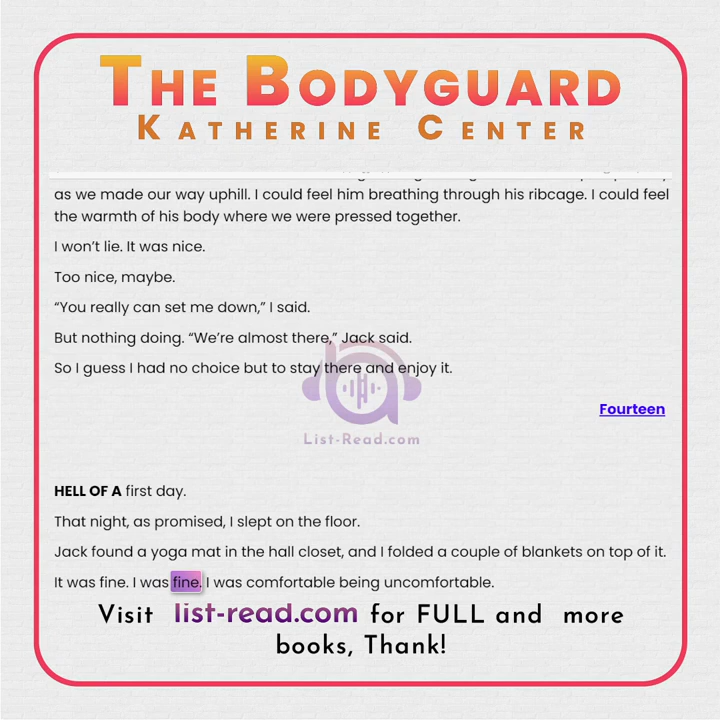 THE BODYGUARD
KATHERINE CENTER
as we made our way uphill. I could feel him breathing through his ribcage. I could feel
the warmth of his body where we were pressed together.
I won’t lie. It was nice.
Too nice, maybe.
“You really can set me down,” I said.
But nothing doing. “We’re almost there,” Jack said.
So I guess I had no choice but to stay there and enjoy it.
Fourteen
List-Read.com
HELL OF A first day.
That night, as promised, I slept on the floor.
Jack found a yoga mat in the hall closet, and I folded a couple of blankets on top of it.
It was fine. I was fine. I was comfortable being uncomfortable.
Visit list-read.com for FULL and more
books, Thank!